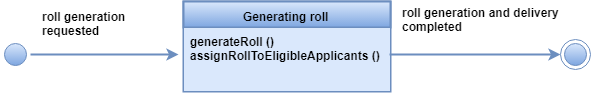 roll generation
requested
Generating roll
generateRoll ()
assignRollToEligibleApplicants ()
roll generation and delivery
completed